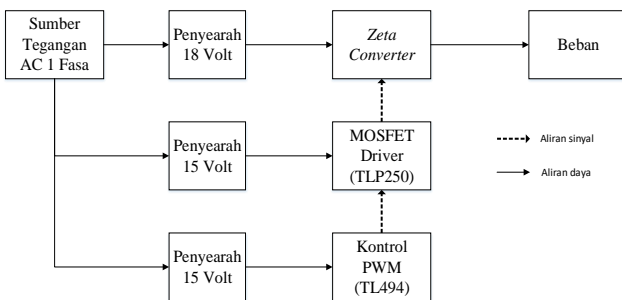 Sumber
Tegangan
AC 1 Fasa
Penyearah
18 Volt
Zeta
Converter
Beban
Penyearah
15 Volt
MOSFET
Driver
(TLP250)
Aliran sinyal
Aliran daya
Penyearah
15 Volt
Kontrol
PWM
(TL494)